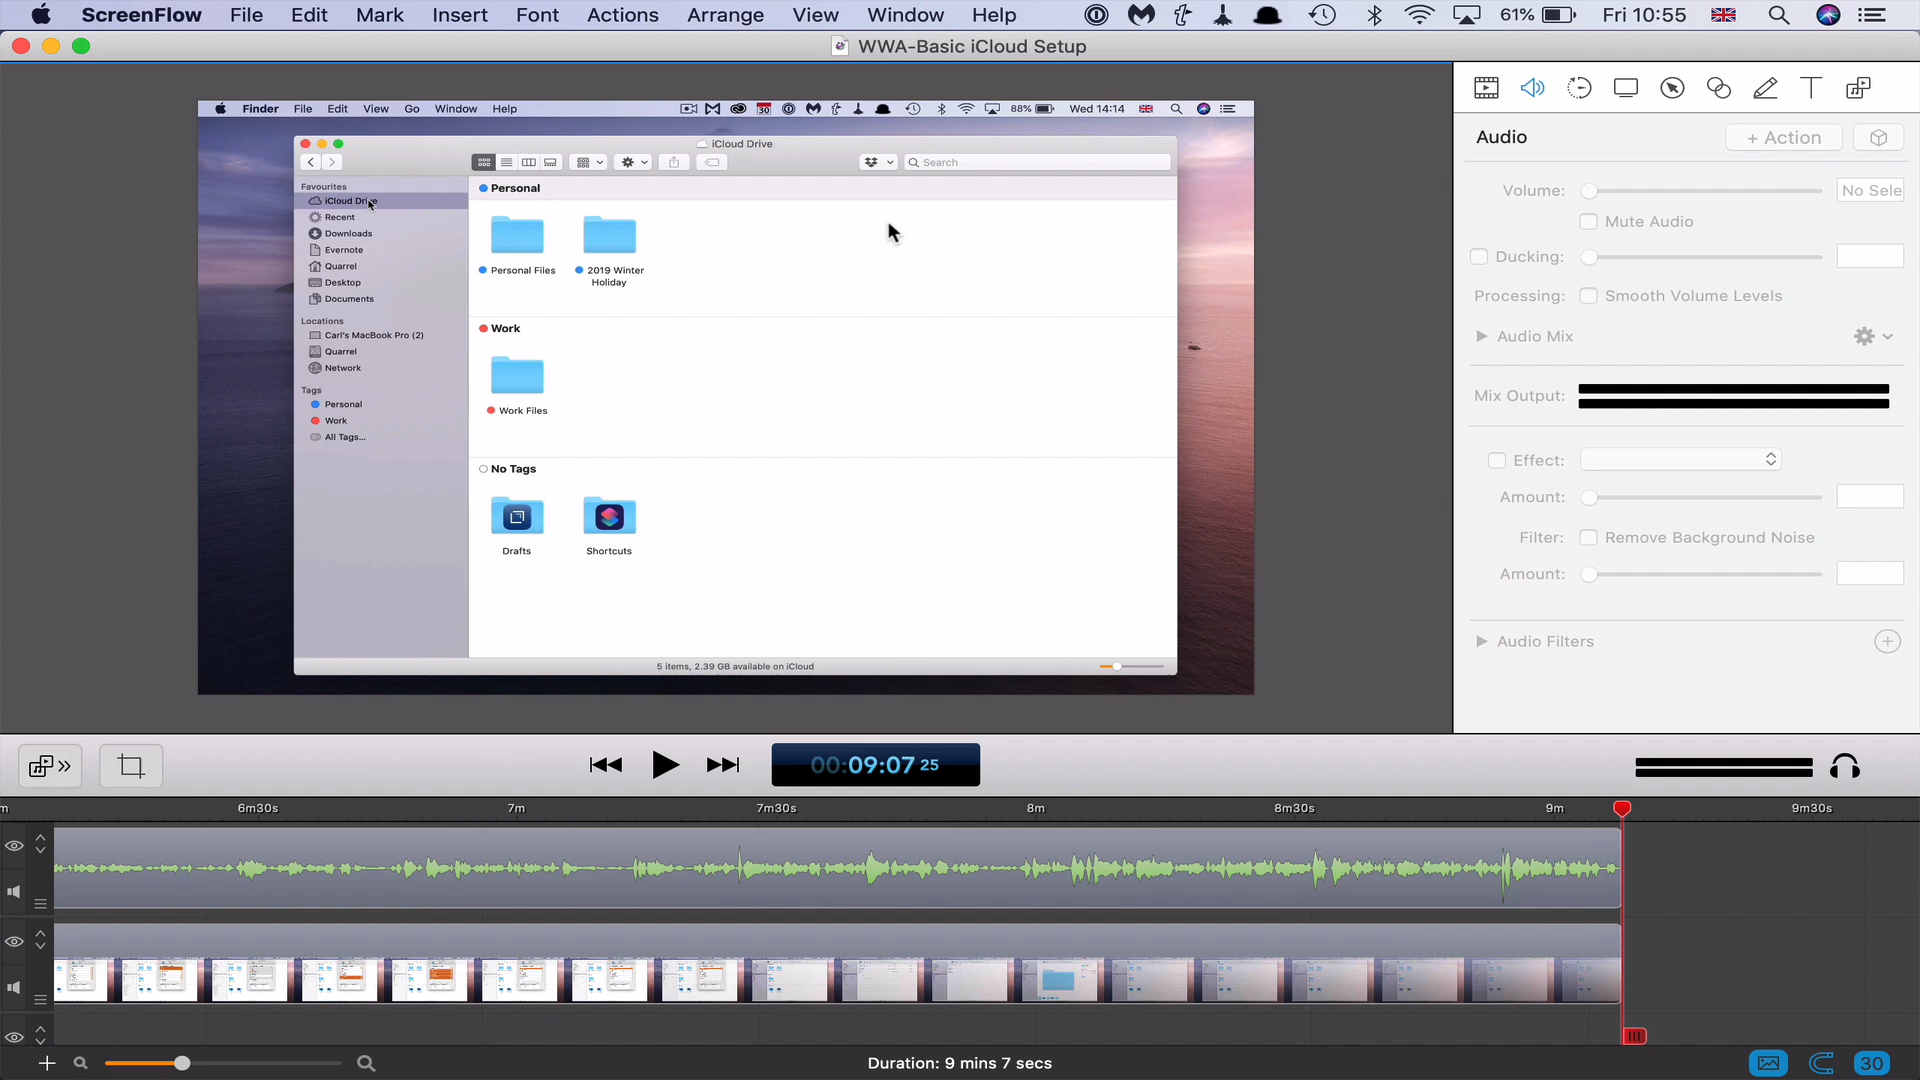 ScreenFlow File Edit Mark Insert Font Actions Arrange View Window Help 61% Fri 10:55
WWA-Basic iCloud Setup
Finder File Edit View Go Window Help 30 88% Wed 14:14
iCloud Drive
Search
Favourites
iCloud Drive
Recent
Downloads
Evernote
Quarrel
Desktop
Documents
Locations
Carl's MacBook Pro (2)
Quarrel
Network
Tags
Personal
Work
All Tags...
Personal
Personal Files
2019 Winter
Holiday
Work
Work Files
No Tags
Drafts
Shortcuts
5 items, 2.39 GB available on iCloud
Audio
+ Action
Volume:
No Sele
Mute Audio
Ducking:
Processing: Smooth Volume Levels
Audio Mix
Mix Output:
Effect:
Amount:
Filter: Remove Background Noise
Amount:
Audio Filters
00:09:07 25
m 6m30s 7m 7m30s 8m 8m30s 9m 9m30s
Duration: 9 mins 7 secs
30